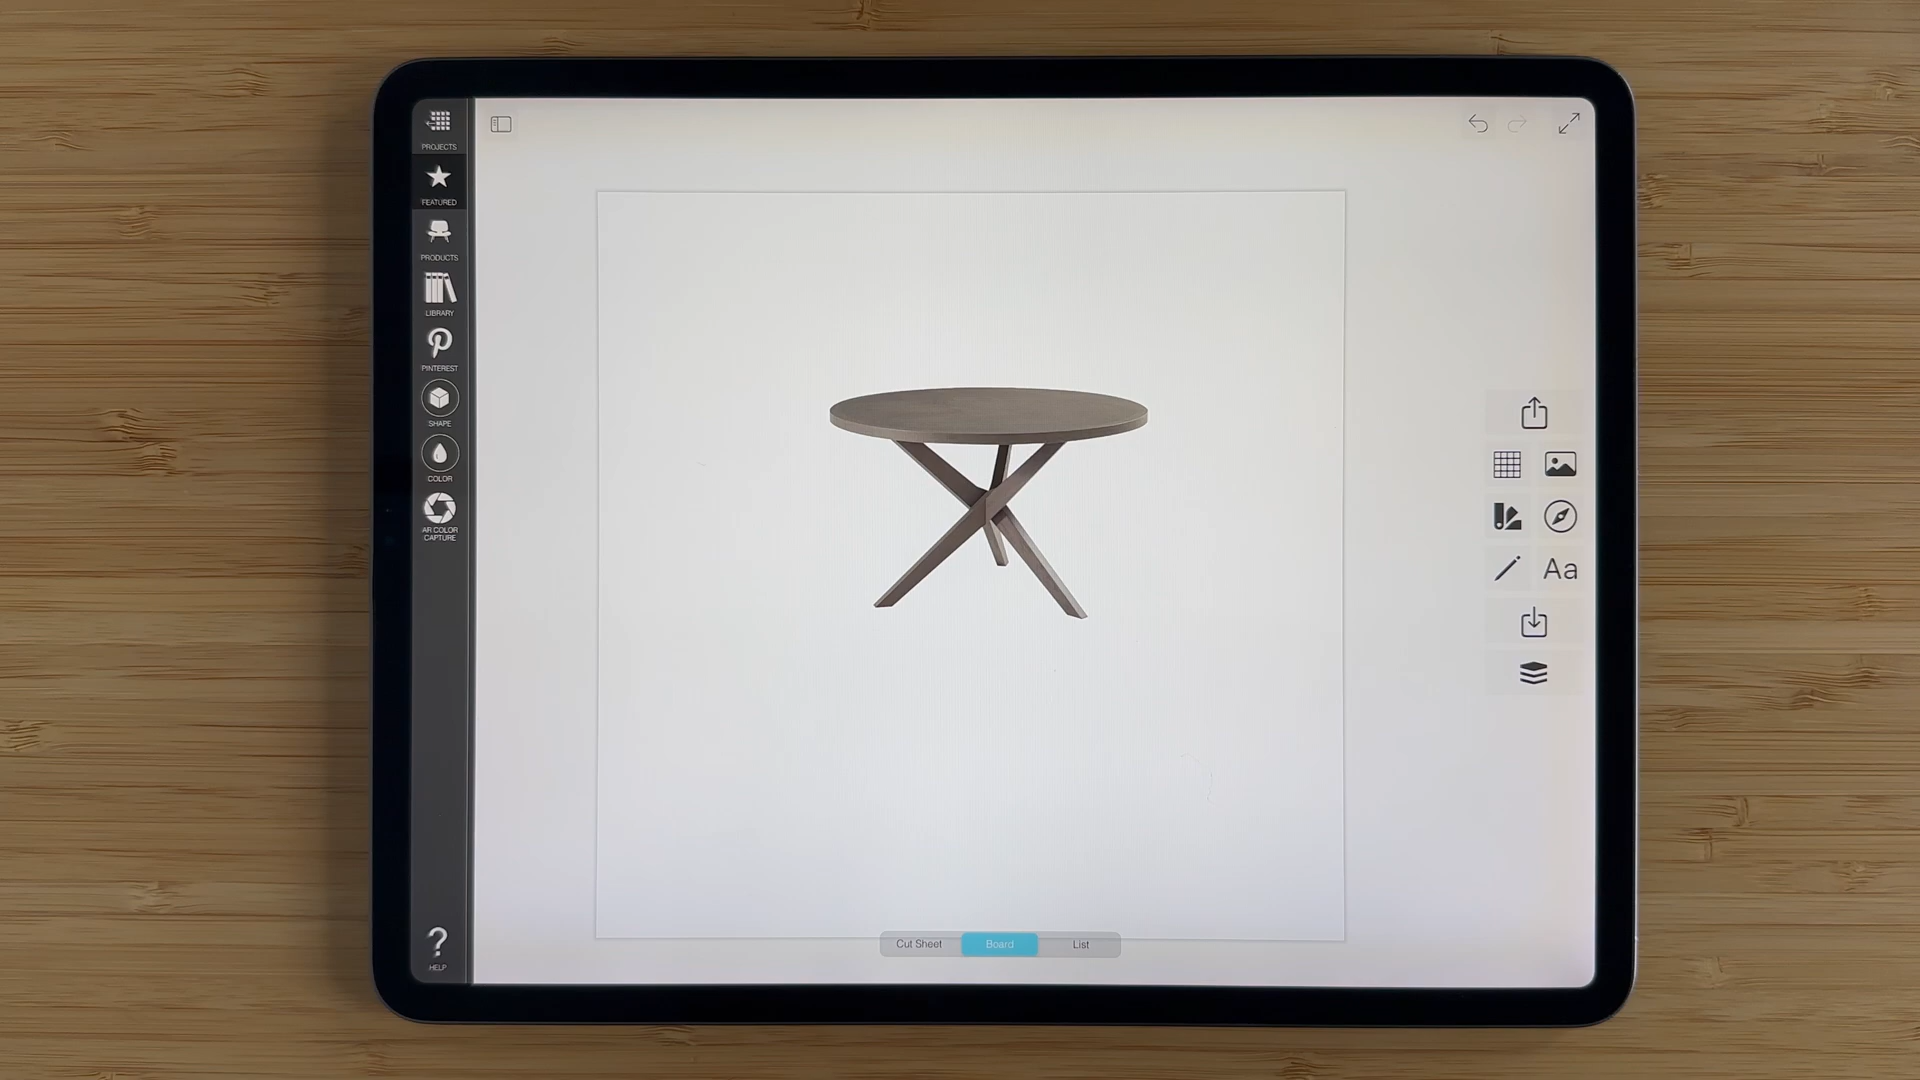 PROJECTS
FEATURED
PRODUCTS
LIBRARY
PINTEREST
SHAPE
COLOR
AR COLOR
CAPTURE
HELP
Aa
Cut Sheet
Board
List